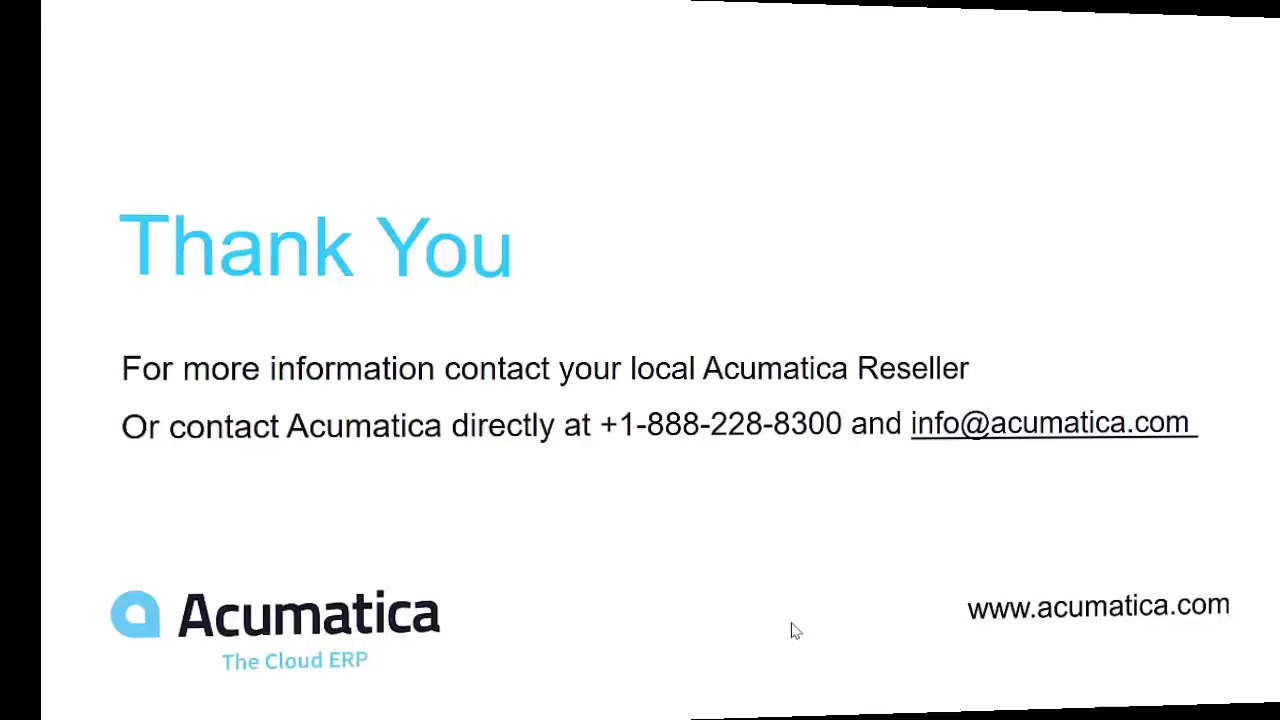 Thank You
For more information contact your local Acumatica Reseller
Or contact Acumatica directly at +1-888-228-8300 and info@acumatica.com
Acumatica
The Cloud ERP
www.acumatica.com